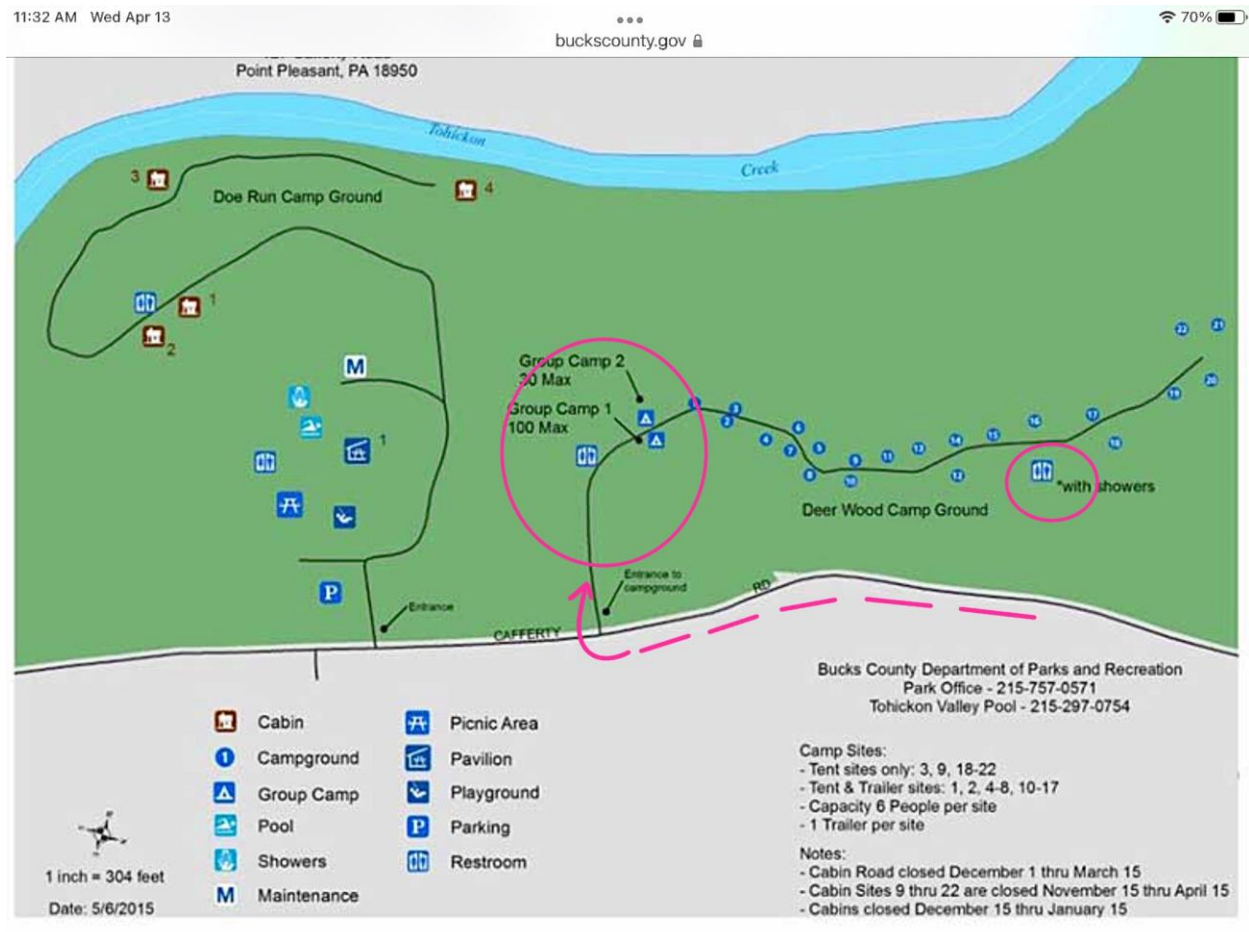 11:32 AM Wed Apr 13
70%
buckscounty.gov
Point Pleasant, PA 18950
Tohickon
Creek
3
4
Doe Run Camp Ground
1
2
M
1
P
Entrance
Group Camp 2
30 Max
Group Camp 1
100 Max
Entrance to
campground
CAFFERTY
RD
3
2
4
6
7
5
8
9
10
11
13
14
12
15
16
17
18
19
20
22
21
*with showers
Deer Wood Camp Ground
Cabin
1 Campground
Group Camp
Pool
Showers
M Maintenance
Picnic Area
Pavilion
Playground
P Parking
Restroom
1 inch = 304 feet
Date: 5/6/2015
Bucks County Department of Parks and Recreation
Park Office - 215-757-0571
Tohickon Valley Pool - 215-297-0754
Camp Sites:
- Tent sites only: 3, 9, 18-22
- Tent & Trailer sites: 1, 2, 4-8, 10-17
- Capacity 6 People per site
- 1 Trailer per site
Notes:
- Cabin Road closed December 1 thru March 15
- Cabin Sites 9 thru 22 are closed November 15 thru April 15
- Cabins closed December 15 thru January 15